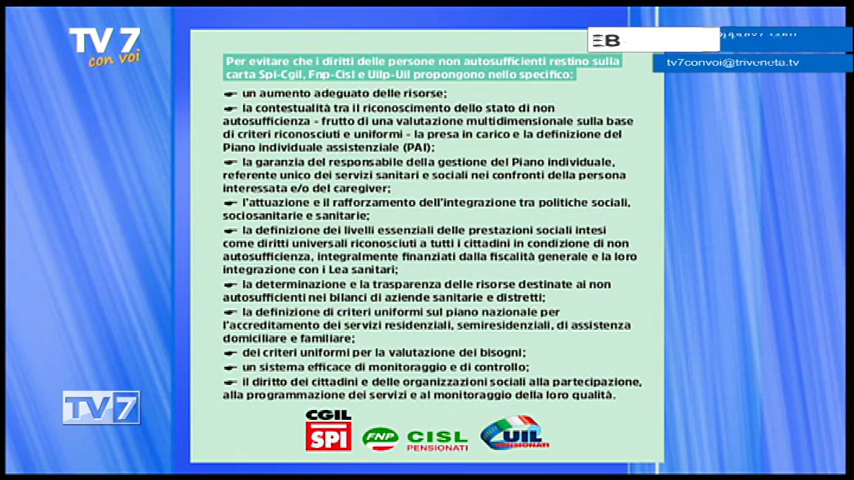 TV7
con voi
B
tv7convoi@triveneta.tv
Per evitare che i diritti delle persone non autosufficienti restino sulla
carta Spi-Cgil, Fnp-Cisl e Uilp-Uil propongono nello specifico:
☛ un aumento adeguato delle risorse;
☛ la contestualità tra il riconoscimento dello stato di non
autosufficienza - frutto di una valutazione multidimensionale sulla base
di criteri riconosciuti e uniformi - la presa in carico e la definizione del
Piano individuale assistenziale (PAI);
☛ la garanzia del responsabile della gestione del Piano individuale,
referente unico dei servizi sanitari e sociali nei confronti della persona
interessata e/o del caregiver;
☛ l'attuazione e il rafforzamento dell'integrazione tra politiche sociali,
sociosanitarie e sanitarie;
☛ la definizione dei livelli essenziali delle prestazioni sociali intesi
come diritti universali riconosciuti a tutti i cittadini in condizione di non
autosufficienza, integralmente finanziati dalla fiscalità generale e la loro
integrazione con i Lea sanitari;
☛ la determinazione e la trasparenza delle risorse destinate ai non
autosufficienti nei bilanci di aziende sanitarie e distretti;
☛ la definizione di criteri uniformi sul piano nazionale per
l'accreditamento dei servizi residenziali, semiresidenziali, di assistenza
domiciliare e familiare;
☛ dei criteri uniformi per la valutazione dei bisogni;
☛ un sistema efficace di monitoraggio e di controllo;
☛ il diritto dei cittadini e delle organizzazioni sociali alla partecipazione,
alla programmazione dei servizi e al monitoraggio della loro qualità.
CGIL
SPI
FNP CISL
PENSIONATI
UIL
PENSIONATI
TV7